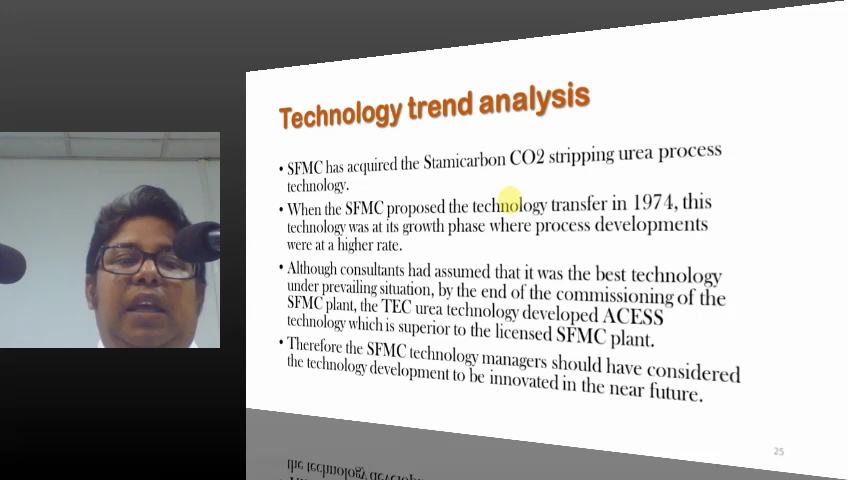 Technology trend analysis
• SFMC has acquired the Stamicarbon CO2 stripping urea process
technology.
• When the SFMC proposed the technology transfer in 1974, this
technology was at its growth phase where process developments
were at a higher rate.
• Although consultants had assumed that it was the best technology
under prevailing situation, by the end of the commissioning of the
SFMC plant, the TEC urea technology developed ACESS
technology which is superior to the licensed SFMC plant.
• Therefore the SFMC technology managers should have considered
the technology development to be innovated in the near future.
25